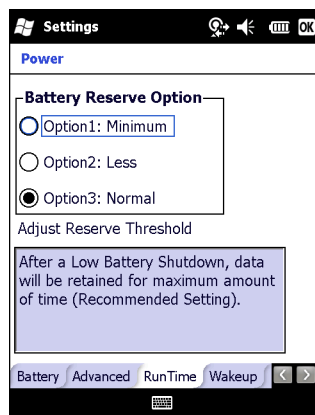 Settings
OK
Power
Battery Reserve Option
Option1: Minimum
Option2: Less
Option3: Normal
Adjust Reserve Threshold
After a Low Battery Shutdown, data
will be retained for maximum amount
of time (Recommended Setting).
Battery Advanced RunTime Wakeup